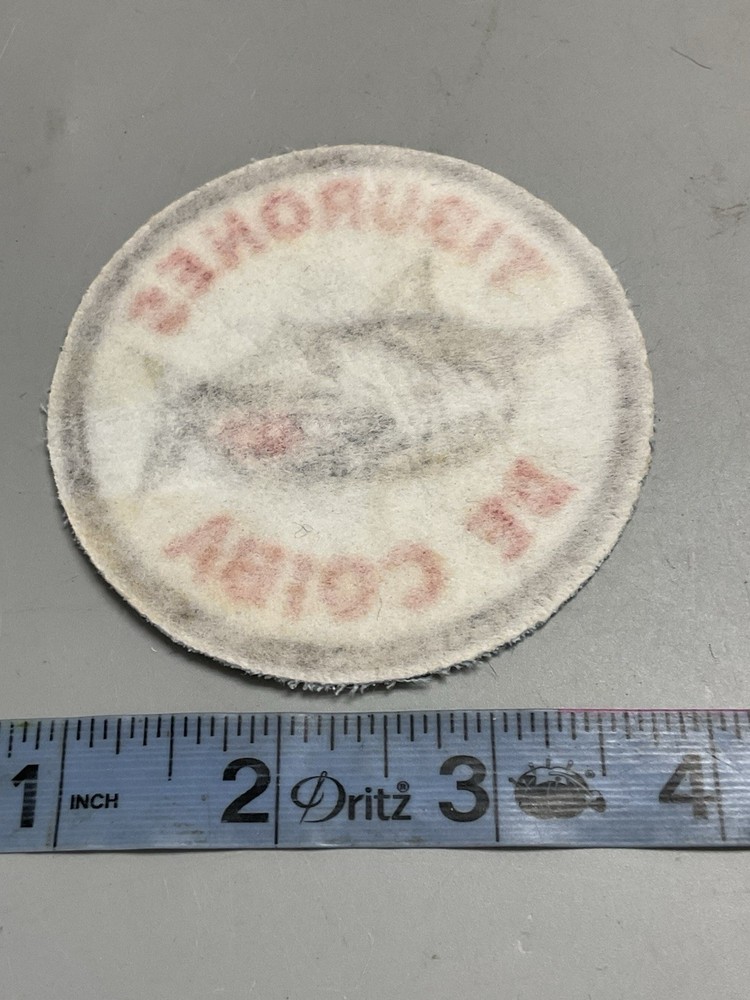 TIBURONES
DE COIBA
1 INCH 2 Dritz® 3 4